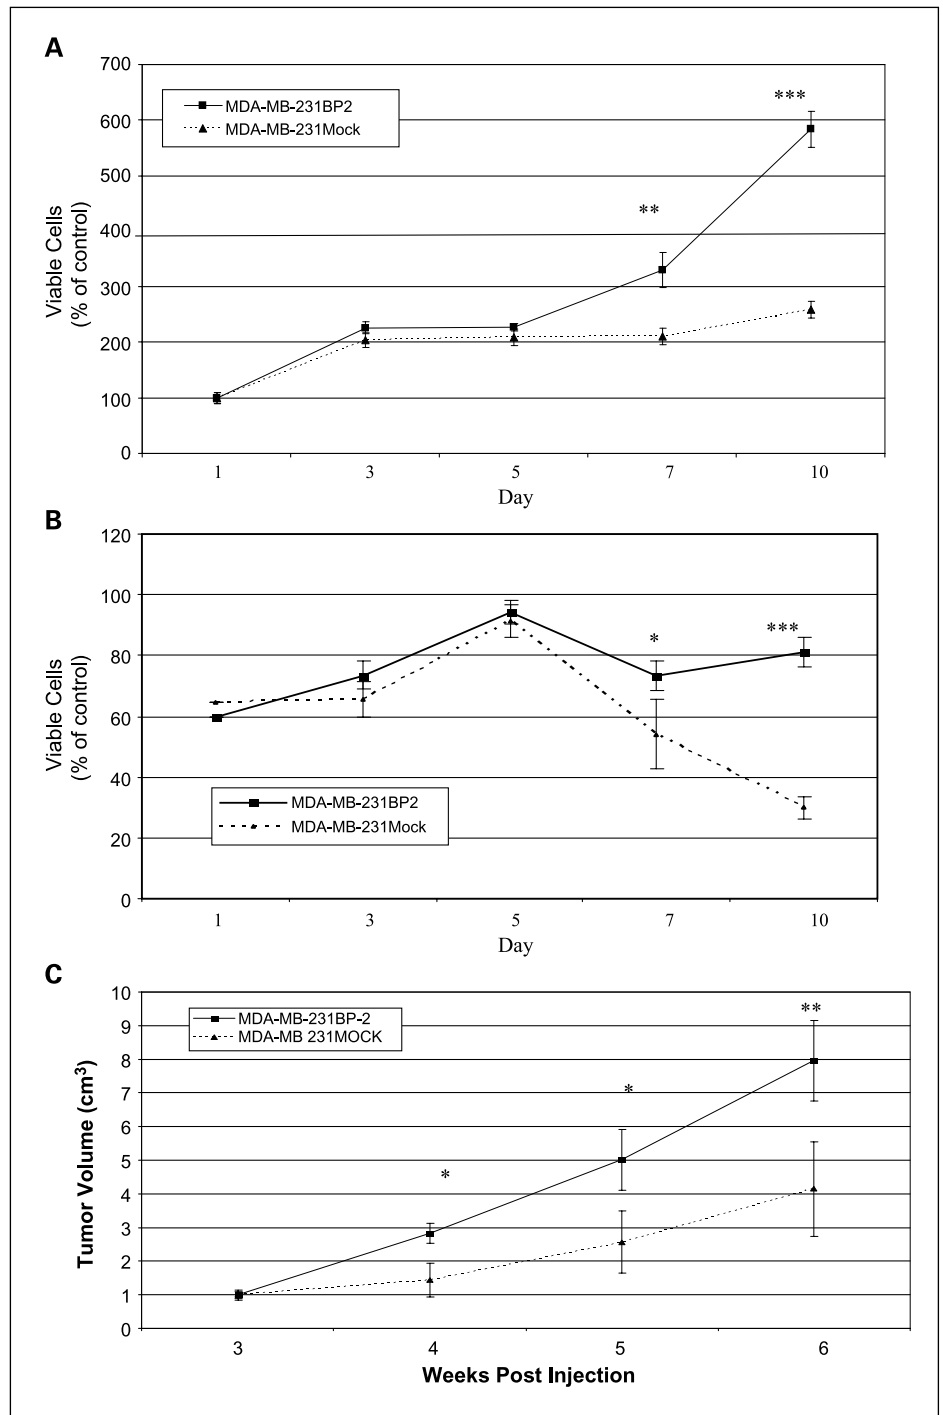 A
700
600
500
400
300
200
100
0
Viable Cells
(% of control)
MDA-MB-231BP2
MDA-MB-231Mock
**
***
1 3 5 7 10
Day
B
120
100
80
60
40
20
0
Viable Cells
(% of control)
*
***
MDA-MB-231BP2
MDA-MB-231Mock
1 3 5 7 10
Day
C
10
9
8
7
6
5
4
3
2
1
0
Tumor Volume (cm³)
MDA-MB-231BP-2
MDA-MB 231MOCK
*
*
**
3 4 5 6
Weeks Post Injection